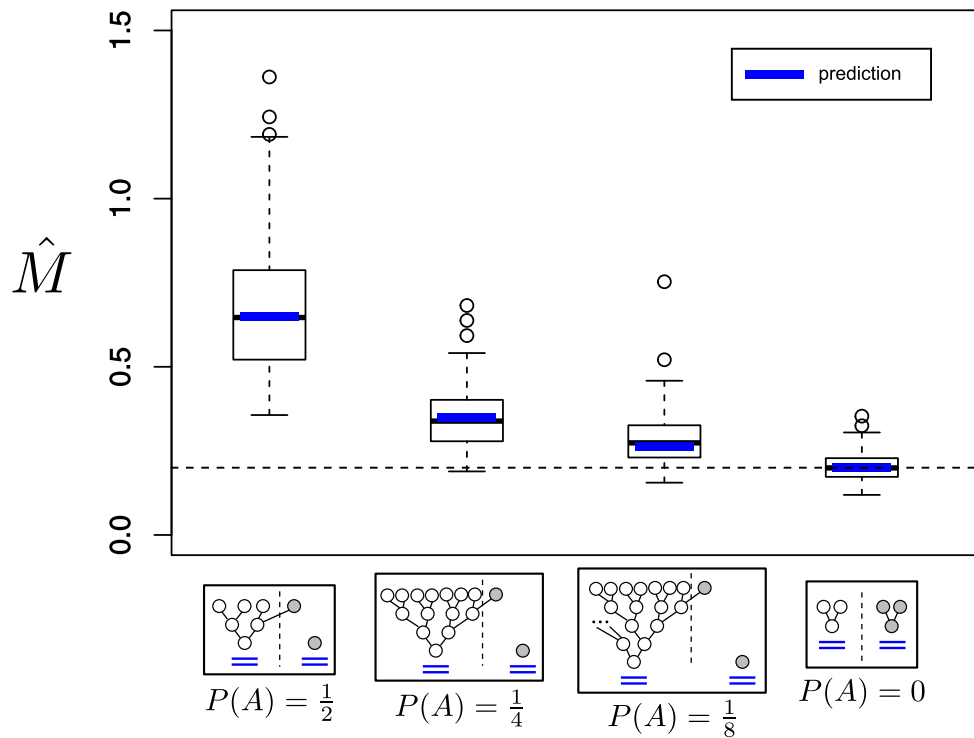 1.5
prediction
1.0
M̂
0.5
0.0
...
P(A) = 1/2
P(A) = 1/4
P(A) = 1/8
P(A) = 0